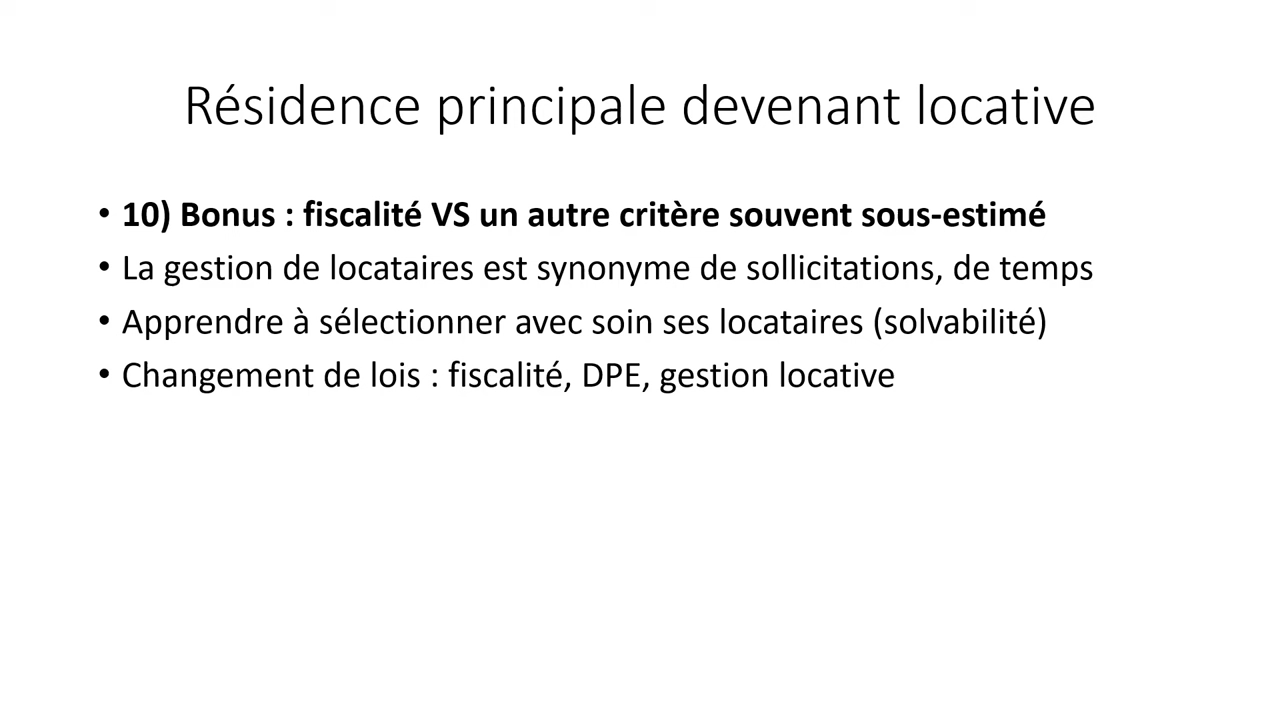 Résidence principale devenant locative
• 10) Bonus : fiscalité VS un autre critère souvent sous-estimé
• La gestion de locataires est synonyme de sollicitations, de temps
• Apprendre à sélectionner avec soin ses locataires (solvabilité)
• Changement de lois : fiscalité, DPE, gestion locative